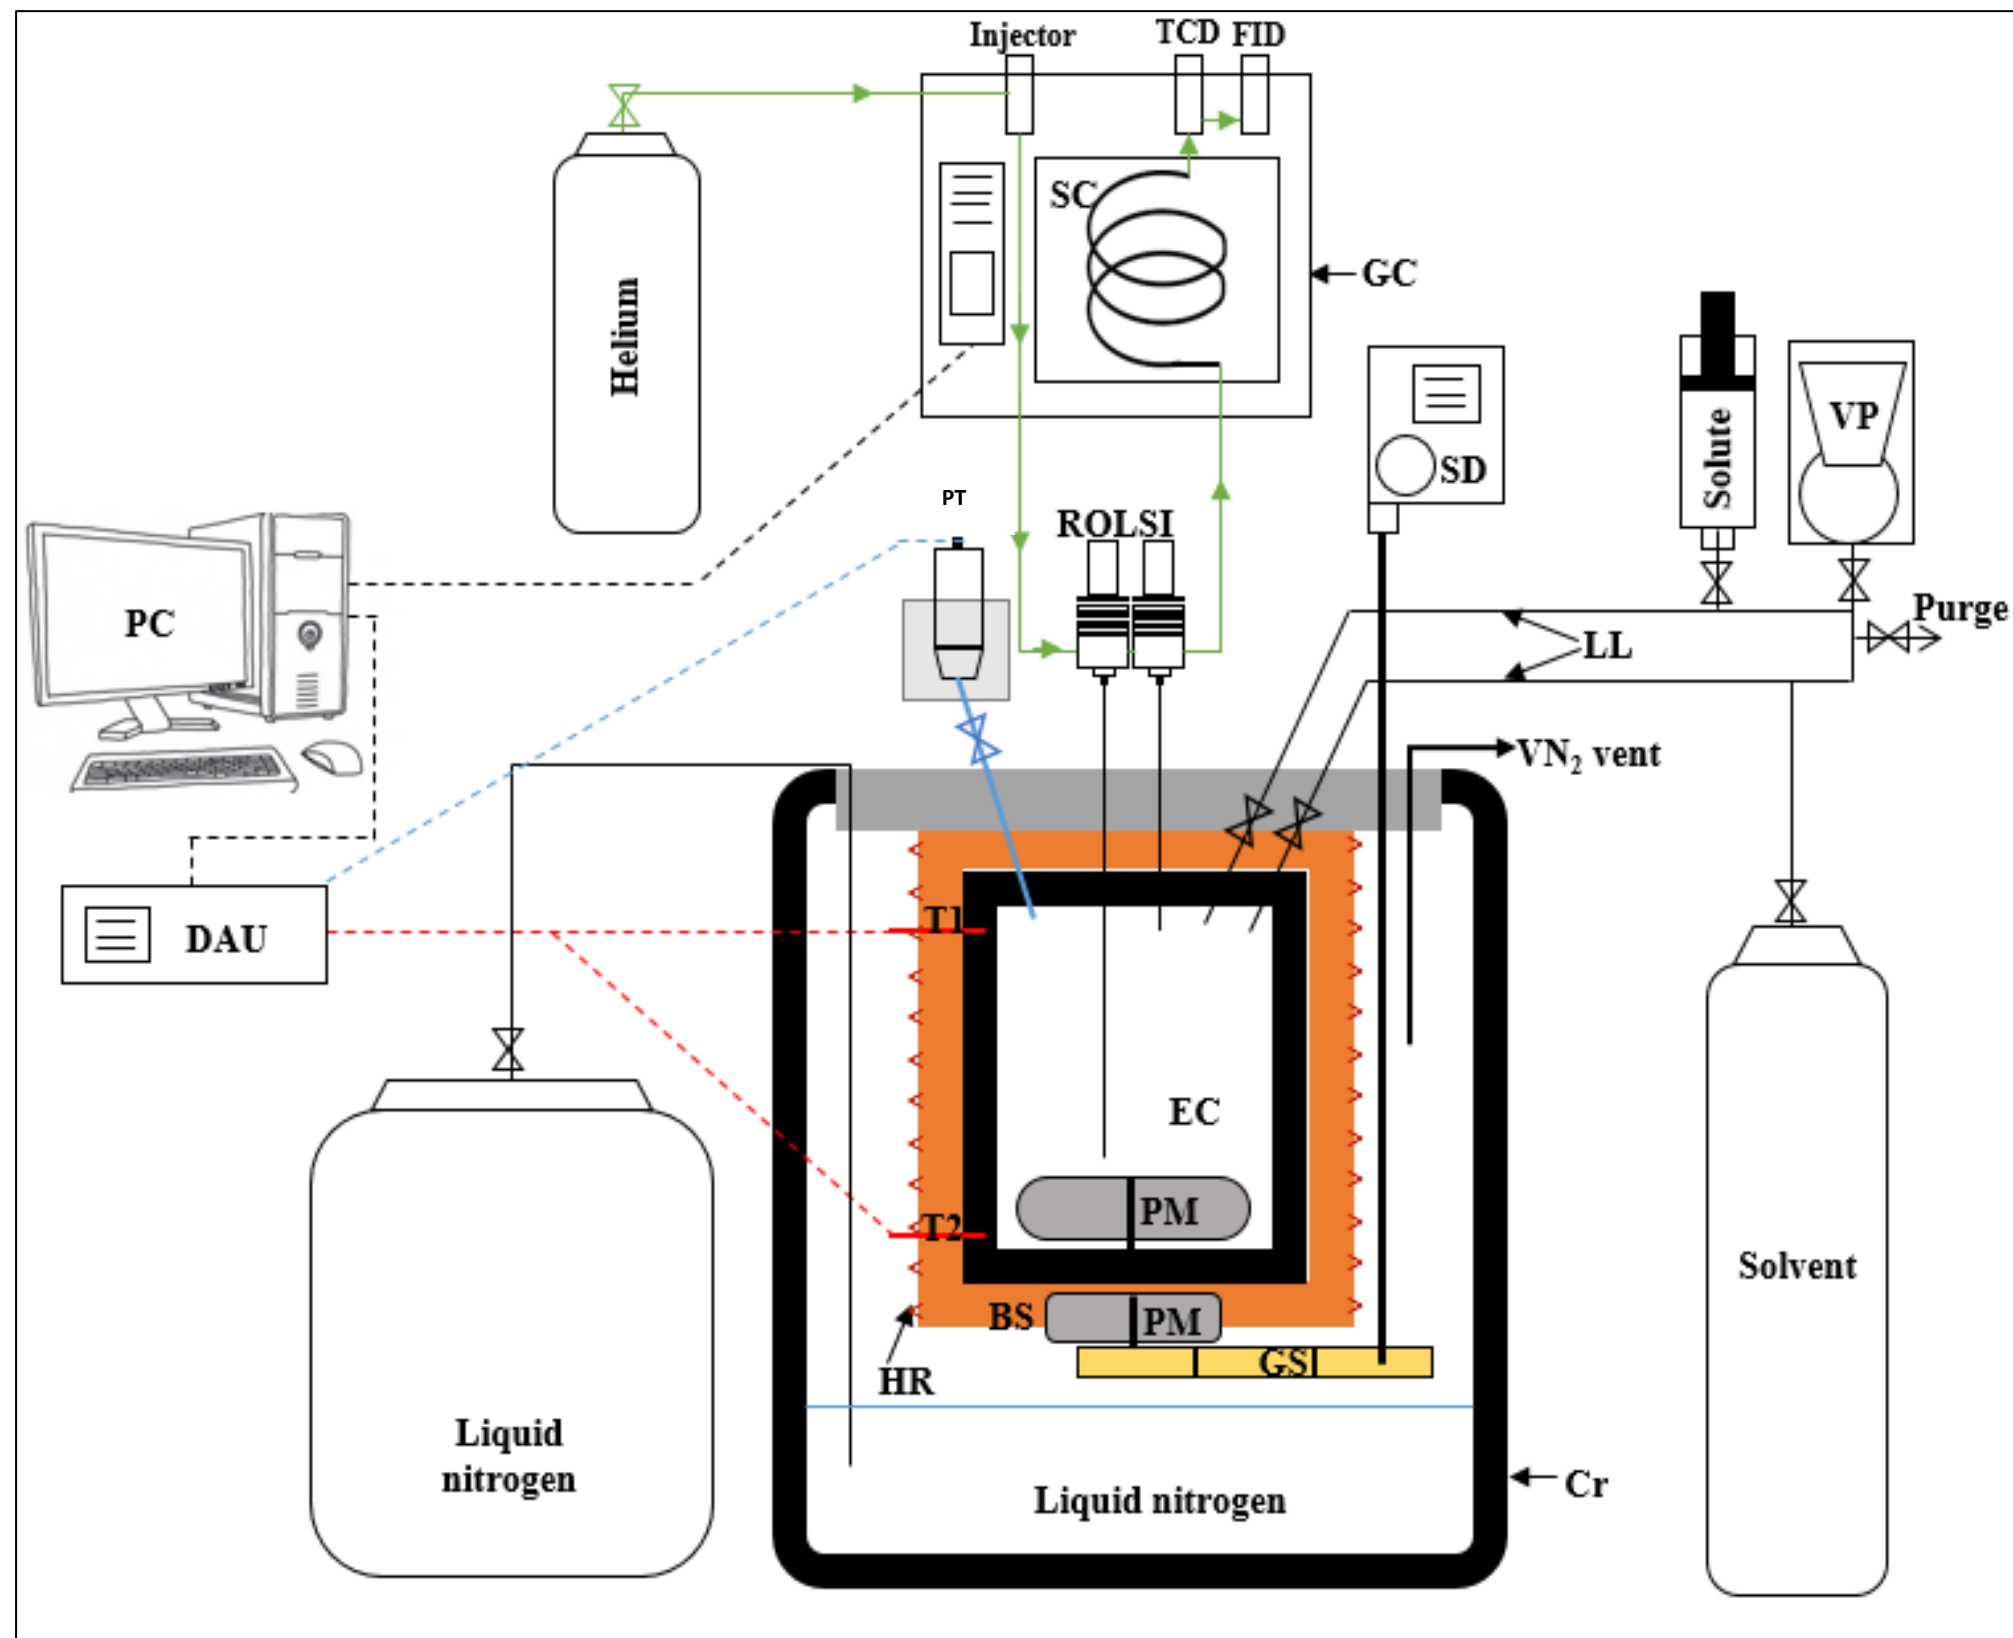 Injector
TCD
FID
SC
GC
Helium
SD
Solute
VP
PT
ROLSI
PC
Purge
LL
VN₂ vent
T1
DAU
EC
PM
T2
BS
PM
GS
HR
Solvent
Liquid
nitrogen
Liquid nitrogen
Cr